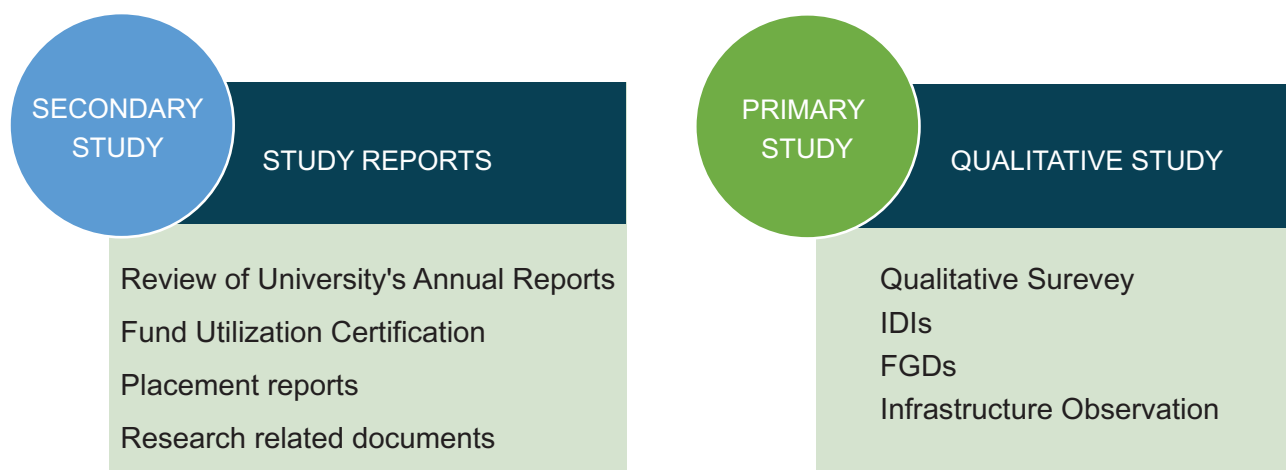 SECONDARY
STUDY
STUDY REPORTS
Review of University's Annual Reports
Fund Utilization Certification
Placement reports
Research related documents
PRIMARY
STUDY
QUALITATIVE STUDY
Qualitative Surevey
IDIs
FGDs
Infrastructure Observation